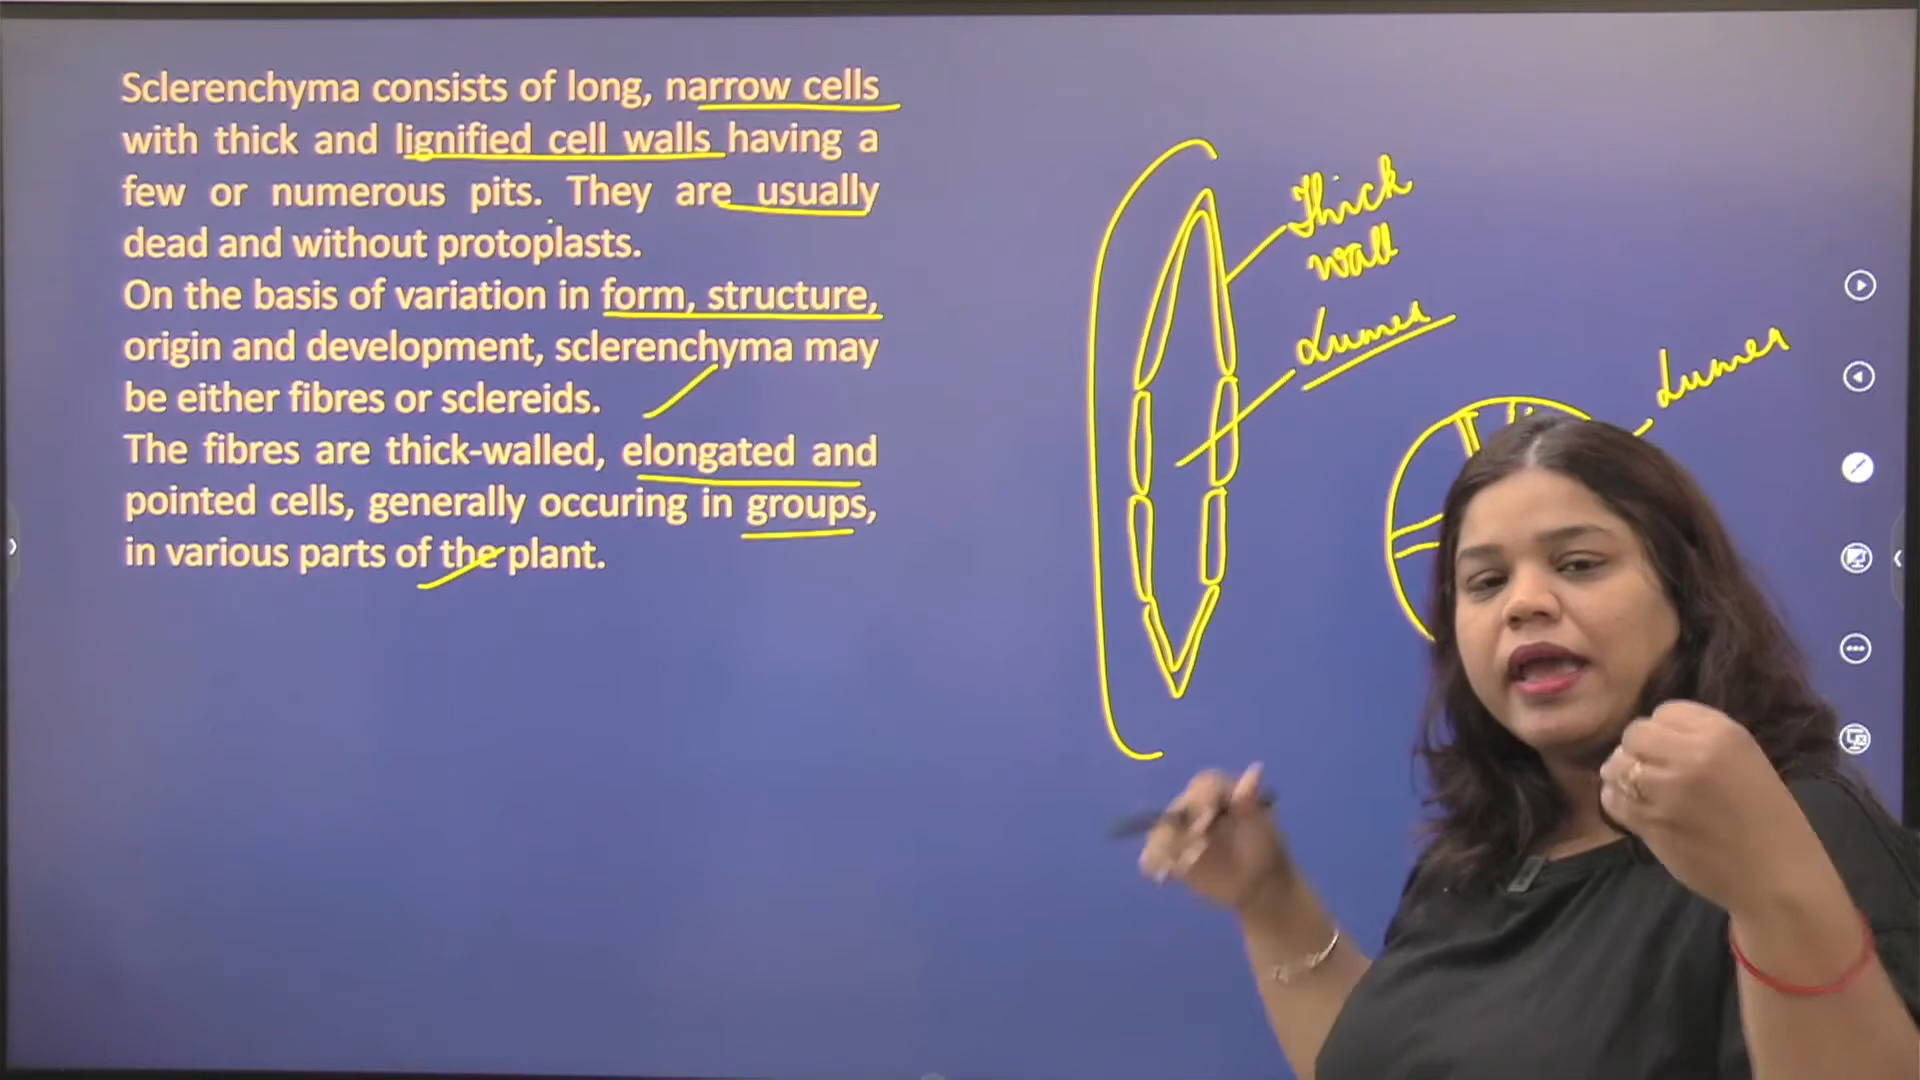 Sclerenchyma consists of long, narrow cells
with thick and lignified cell walls having a
few or numerous pits. They are usually
dead and without protoplasts.
On the basis of variation in form, structure,
origin and development, sclerenchyma may
be either fibres or sclereids.
The fibres are thick-walled, elongated and
pointed cells, generally occuring in groups,
in various parts of the plant.
Thick
wall
Lumen
Lumen